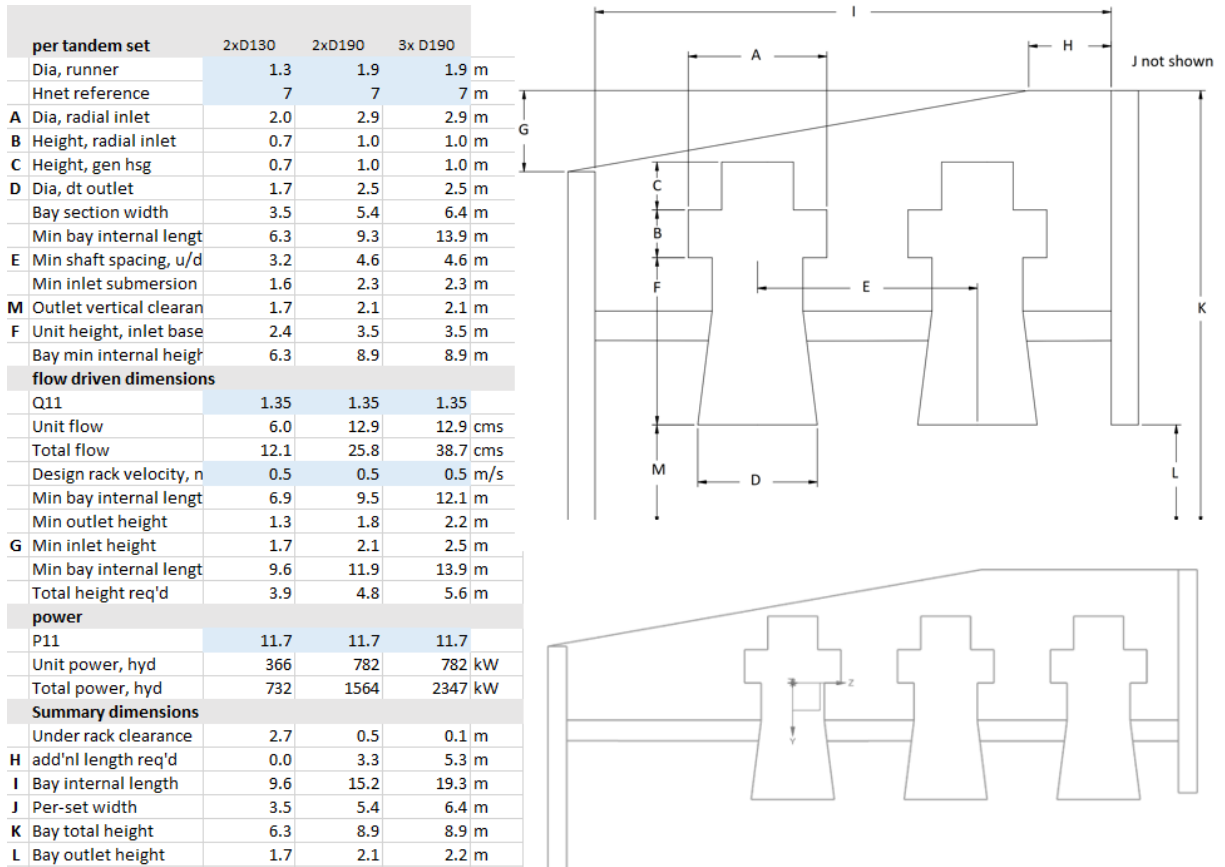 per tandem set 2xD130 2xD190 3x D190
Dia, runner 1.3 1.9 1.9 m
Hnet reference 7 7 7 m
A Dia, radial inlet 2.0 2.9 2.9 m
B Height, radial inlet 0.7 1.0 1.0 m
C Height, gen hsg 0.7 1.0 1.0 m
D Dia, dt outlet 1.7 2.5 2.5 m
Bay section width 3.5 5.4 6.4 m
Min bay internal lengt 6.3 9.3 13.9 m
E Min shaft spacing, u/d 3.2 4.6 4.6 m
Min inlet submersion 1.6 2.3 2.3 m
M Outlet vertical clearan 1.7 2.1 2.1 m
F Unit height, inlet base 2.4 3.5 3.5 m
Bay min internal heigh 6.3 8.9 8.9 m
flow driven dimensions
Q11 1.35 1.35 1.35
Unit flow 6.0 12.9 12.9 cms
Total flow 12.1 25.8 38.7 cms
Design rack velocity, n 0.5 0.5 0.5 m/s
Min bay internal lengt 6.9 9.5 12.1 m
Min outlet height 1.3 1.8 2.2 m
G Min inlet height 1.7 2.1 2.5 m
Min bay internal lengt 9.6 11.9 13.9 m
Total height req'd 3.9 4.8 5.6 m
power
P11 11.7 11.7 11.7
Unit power, hyd 366 782 782 kW
Total power, hyd 732 1564 2347 kW
Summary dimensions
Under rack clearance 2.7 0.5 0.1 m
H add'nl length req'd 0.0 3.3 5.3 m
I Bay internal length 9.6 15.2 19.3 m
J Per-set width 3.5 5.4 6.4 m
K Bay total height 6.3 8.9 8.9 m
L Bay outlet height 1.7 2.1 2.2 m
I
H
A
J not shown
G
C
B
F
E
K
M
L
D
Z
Y